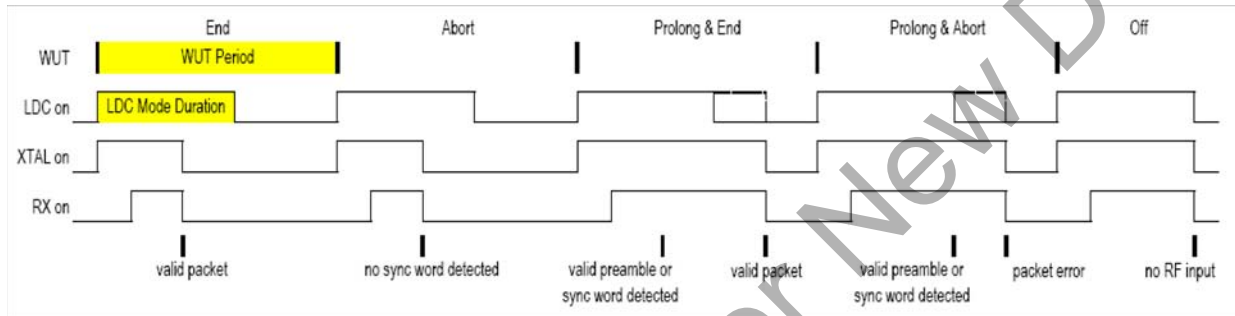 End Abort Prolong & End Prolong & Abort Off
WUT WUT Period
LDC on LDC Mode Duration
XTAL on
RX on
valid packet no sync word detected valid preamble or valid packet valid preamble or packet error no RF input
sync word detected sync word detected
or New D